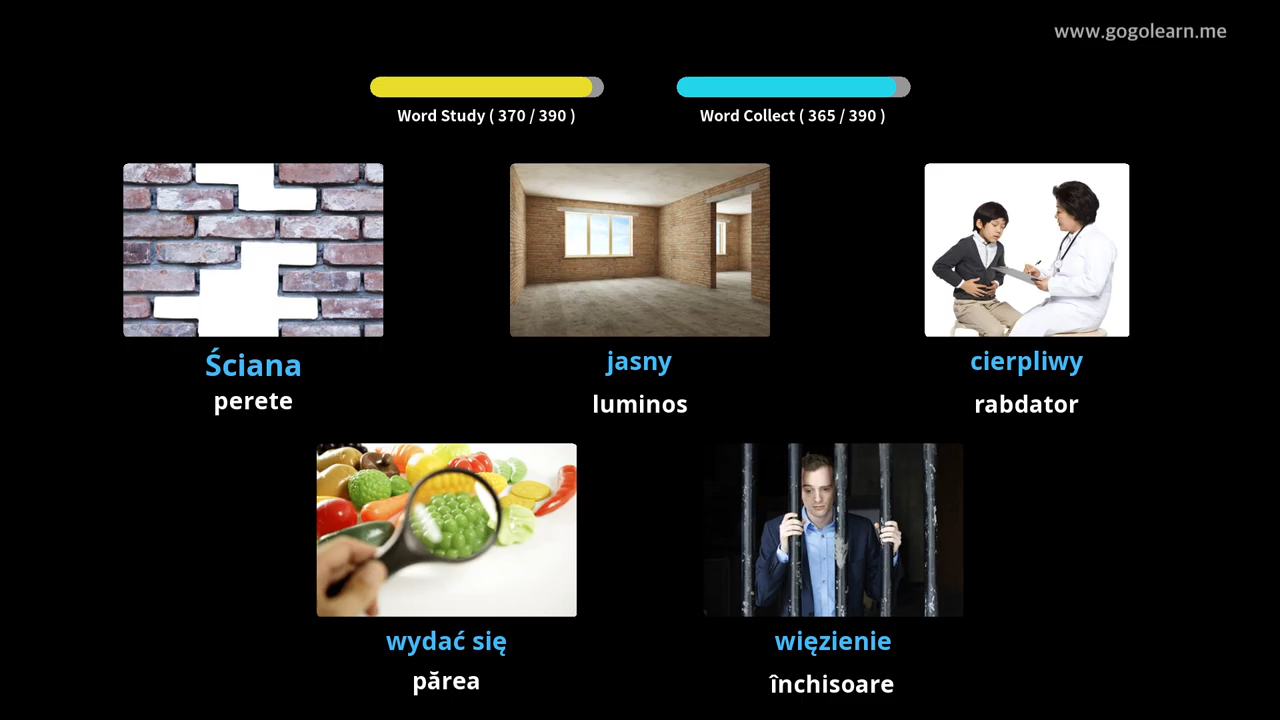 www.gogolearn.me
Word Study ( 370 / 390 )
Word Collect ( 365 / 390 )
Ściana
perete
jasny
luminos
cierpliwy
rabdator
wydać się
părea
więzienie
închisoare